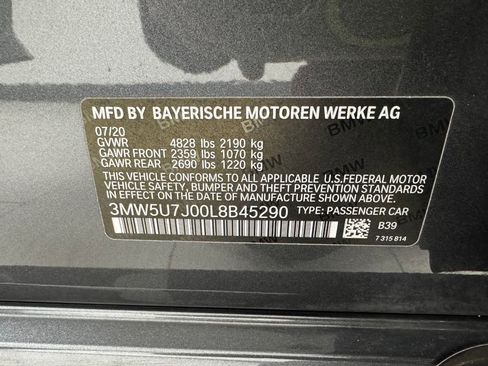 MFD BY BAYERISCHE MOTOREN WERKE AG
07/20
GVWR 4828 lbs 2190 kg
GAWR FRONT 2359 lbs 1070 kg
GAWR REAR - 2690 lbs 1220 kg
THIS VEHICLE CONFORMS TO ALL APPLICABLE U.S.FEDERAL MOTOR
VEHICLE SAFETY, BUMPER AND THEFT PREVENTION STANDARDS IN
EFFECT ON THE DATE OF MANUFACTURE SHOWN ABOVE.
3MW5U7J00L8B45290 TYPE: PASSENGER CAR
B39
7 315 814